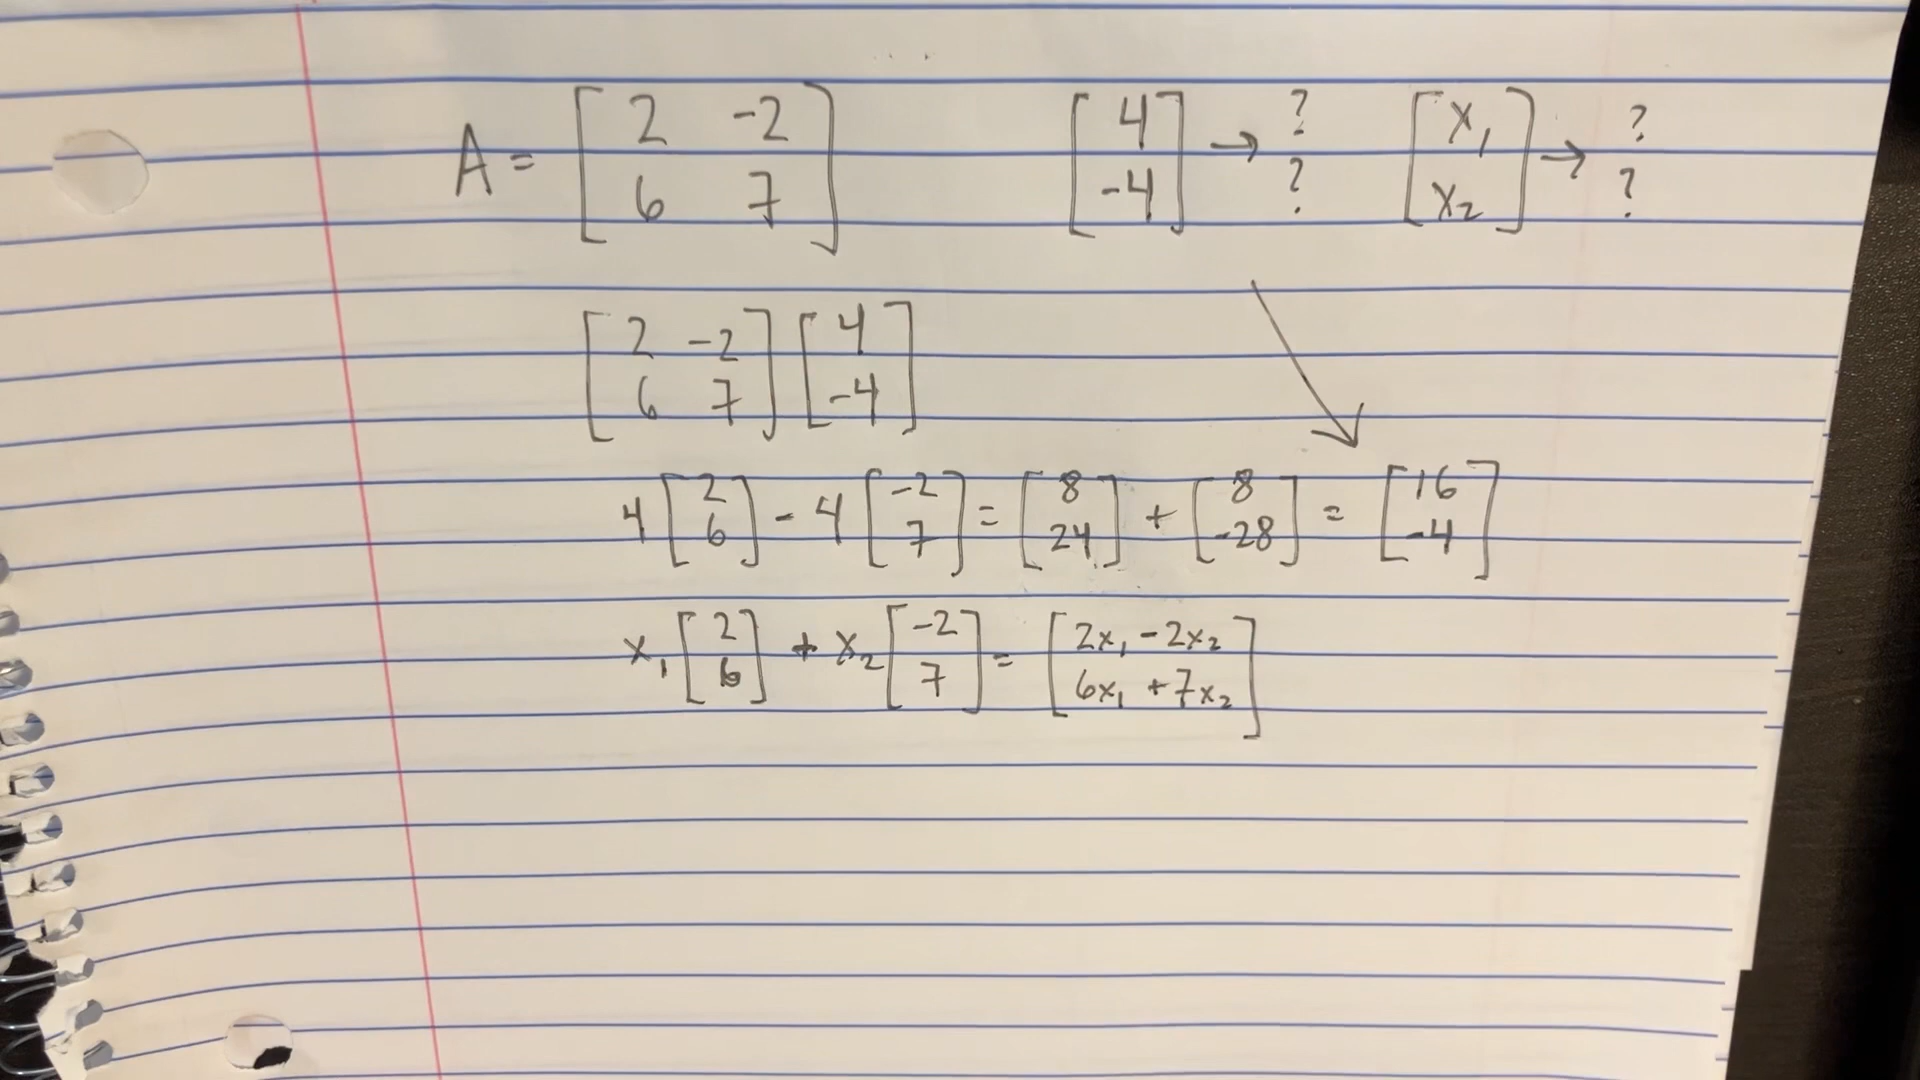 A = [ 2 -2 ; 6 7 ]   [ 4 ; -4 ] → ? ?   [ x₁ ; x₂ ] → ? ?
[ 2 -2 ; 6 7 ] [ 4 ; -4 ]
4 [ 2 ; 6 ] - 4 [ -2 ; 7 ] = [ 8 ; 24 ] + [ 8 ; -28 ] = [ 16 ; -4 ]
x₁ [ 2 ; 6 ] + x₂ [ -2 ; 7 ] = [ 2x₁ - 2x₂ ; 6x₁ + 7x₂ ]